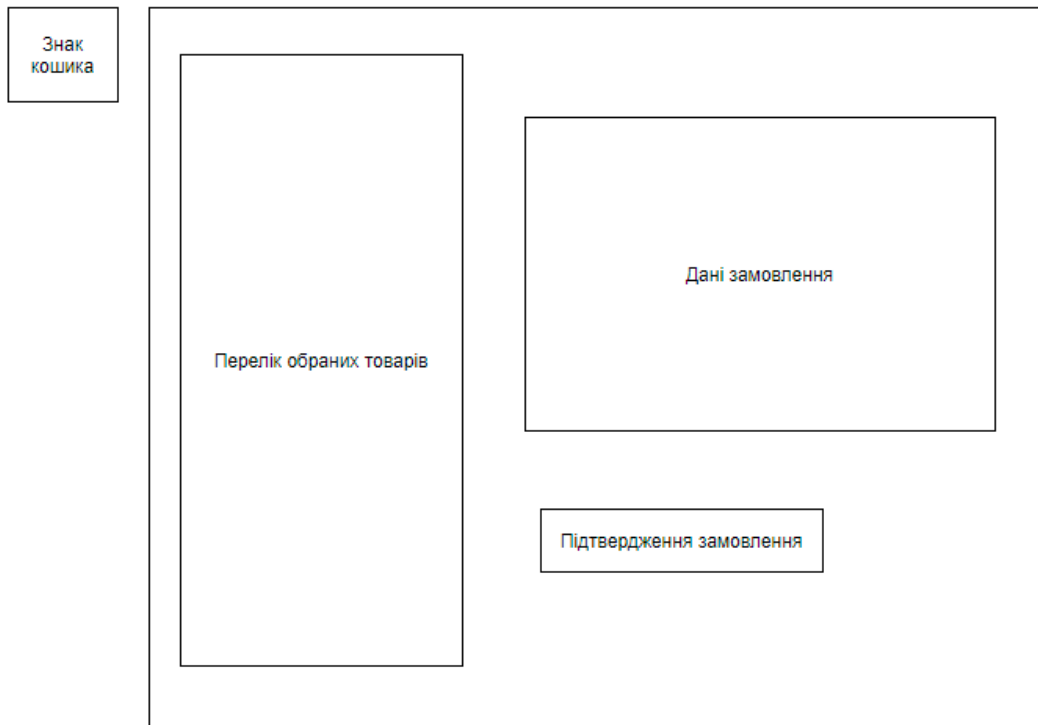 Знак
кошика
Перелік обраних товарів
Дані замовлення
Підтвердження замовлення